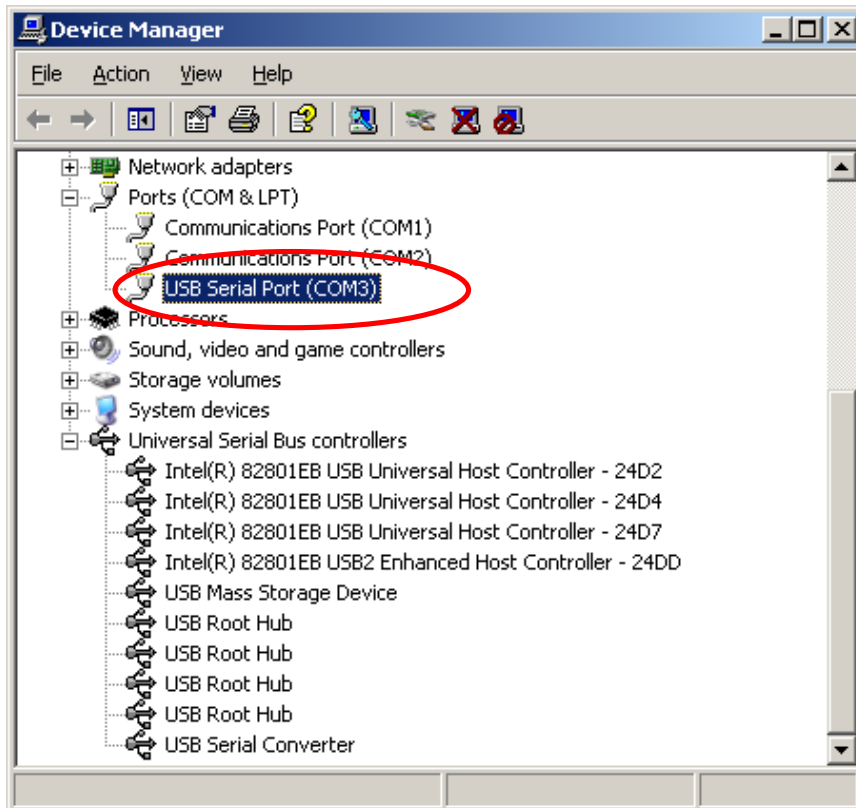 Device Manager
File Action View Help
Network adapters
Ports (COM & LPT)
Communications Port (COM1)
Communications Port (COM2)
USB Serial Port (COM3)
Processors
Sound, video and game controllers
Storage volumes
System devices
Universal Serial Bus controllers
Intel(R) 82801EB USB Universal Host Controller - 24D2
Intel(R) 82801EB USB Universal Host Controller - 24D4
Intel(R) 82801EB USB Universal Host Controller - 24D7
Intel(R) 82801EB USB2 Enhanced Host Controller - 24DD
USB Mass Storage Device
USB Root Hub
USB Root Hub
USB Root Hub
USB Root Hub
USB Serial Converter